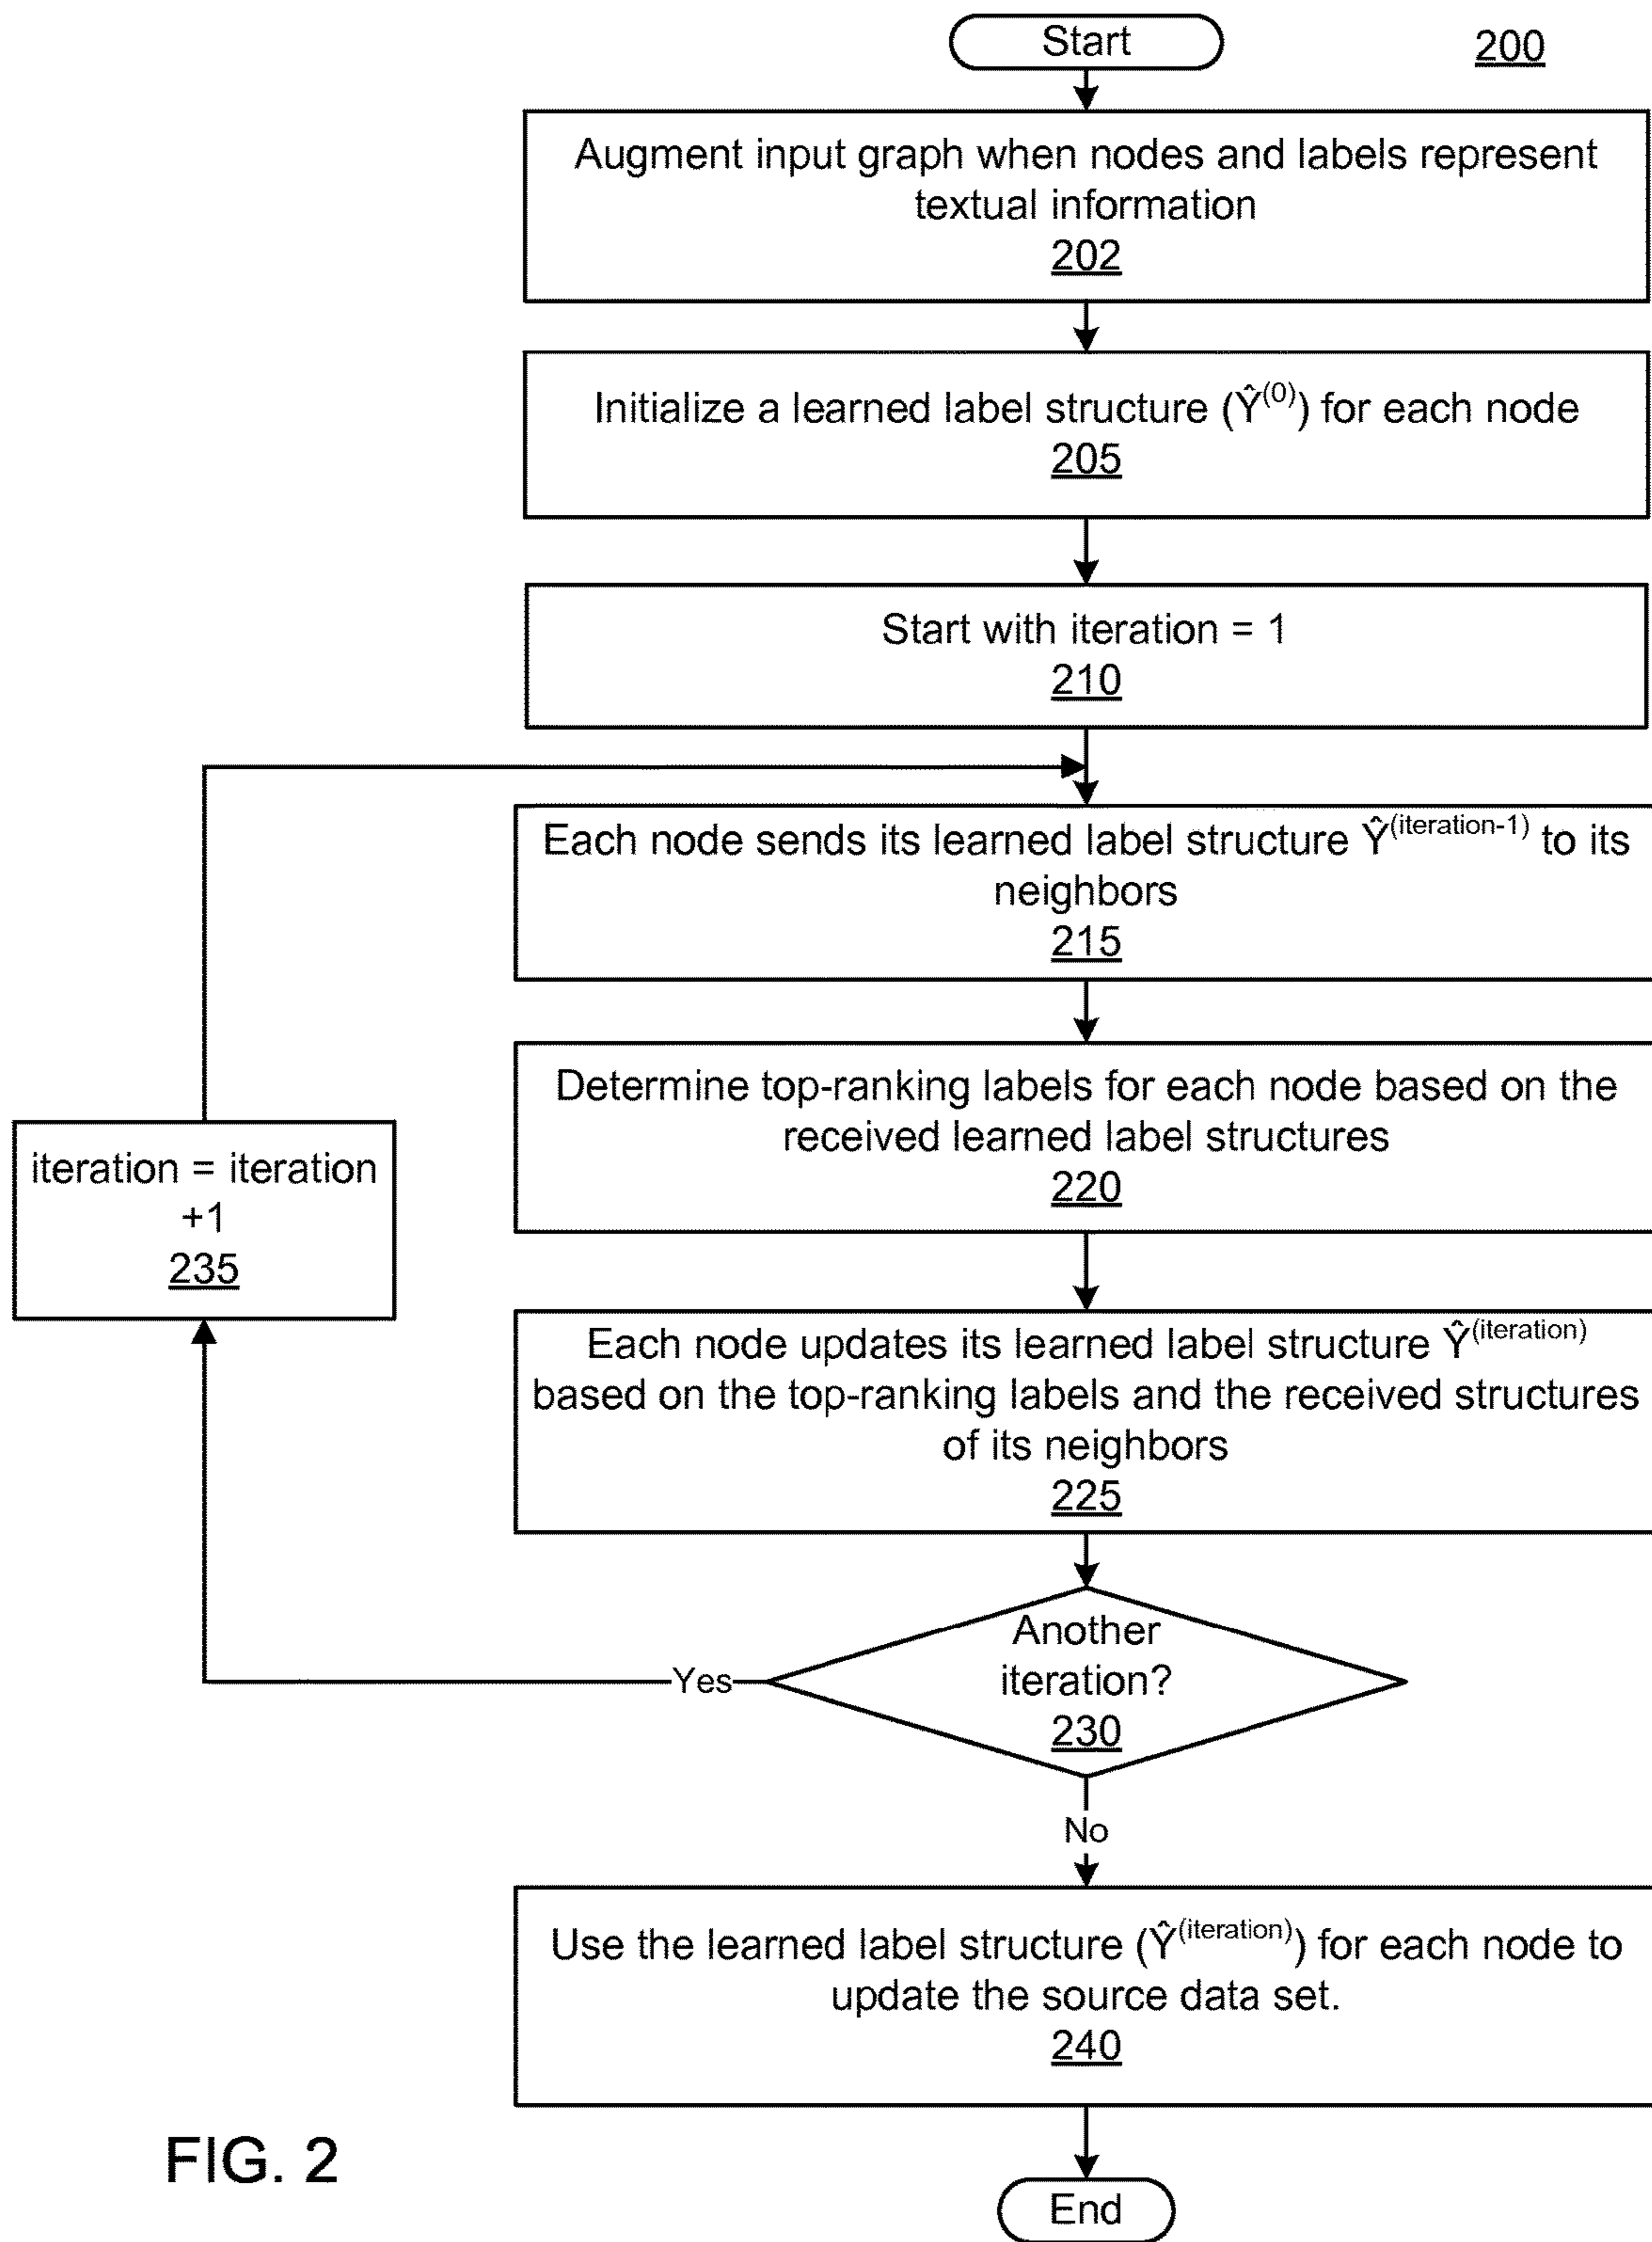 Start
200
Augment input graph when nodes and labels represent
textual information
202
Initialize a learned label structure (Ŷ⁽⁰⁾) for each node
205
Start with iteration = 1
210
Each node sends its learned label structure Ŷ^(iteration-1) to its
neighbors
215
Determine top-ranking labels for each node based on the
received learned label structures
220
iteration = iteration
+1
235
Each node updates its learned label structure Ŷ^(iteration)
based on the top-ranking labels and the received structures
of its neighbors
225
Another
iteration?
230
Yes
No
Use the learned label structure (Ŷ^(iteration)) for each node to
update the source data set.
240
FIG. 2
End